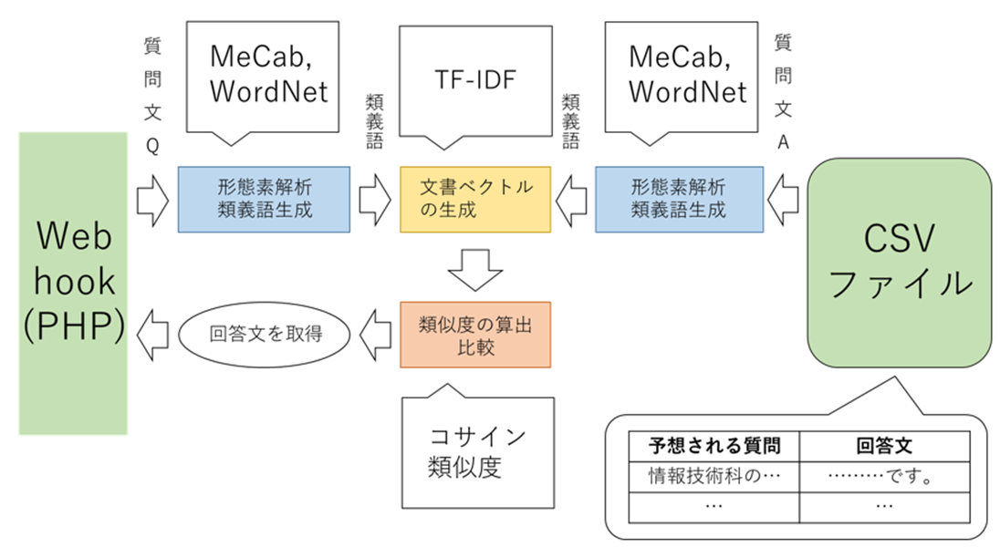 質問文Q
MeCab,
WordNet
類義語
TF-IDF
類義語
MeCab,
WordNet
質問文A
Web
hook
(PHP)
形態素解析
類義語生成
文書ベクトル
の生成
形態素解析
類義語生成
CSV
ファイル
回答文を取得
類似度の算出
比較
コサイン
類似度
予想される質問 回答文
情報技術科の… ………です。
… …